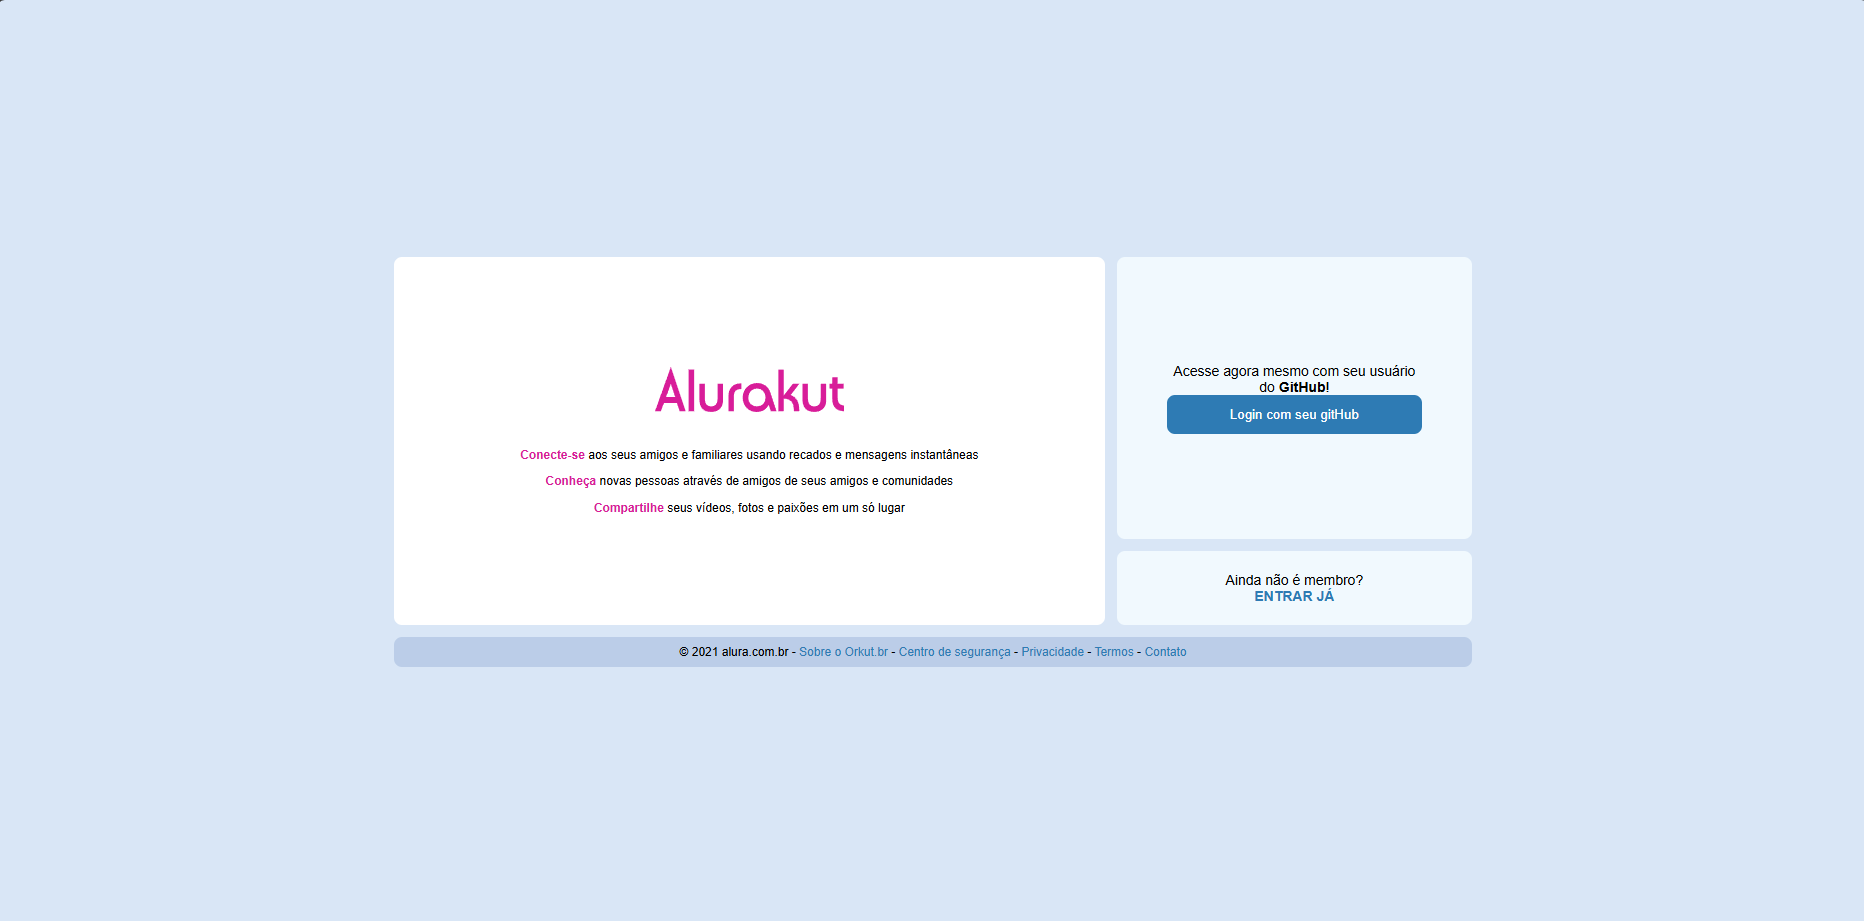 Alurakut
Conecte-se aos seus amigos e familiares usando recados e mensagens instantâneas
Conheça novas pessoas através de amigos de seus amigos e comunidades
Compartilhe seus vídeos, fotos e paixões em um só lugar
Acesse agora mesmo com seu usuário
do GitHub!
Login com seu gitHub
Ainda não é membro?
ENTRAR JÁ
© 2021 alura.com.br - Sobre o Orkut.br - Centro de segurança - Privacidade - Termos - Contato